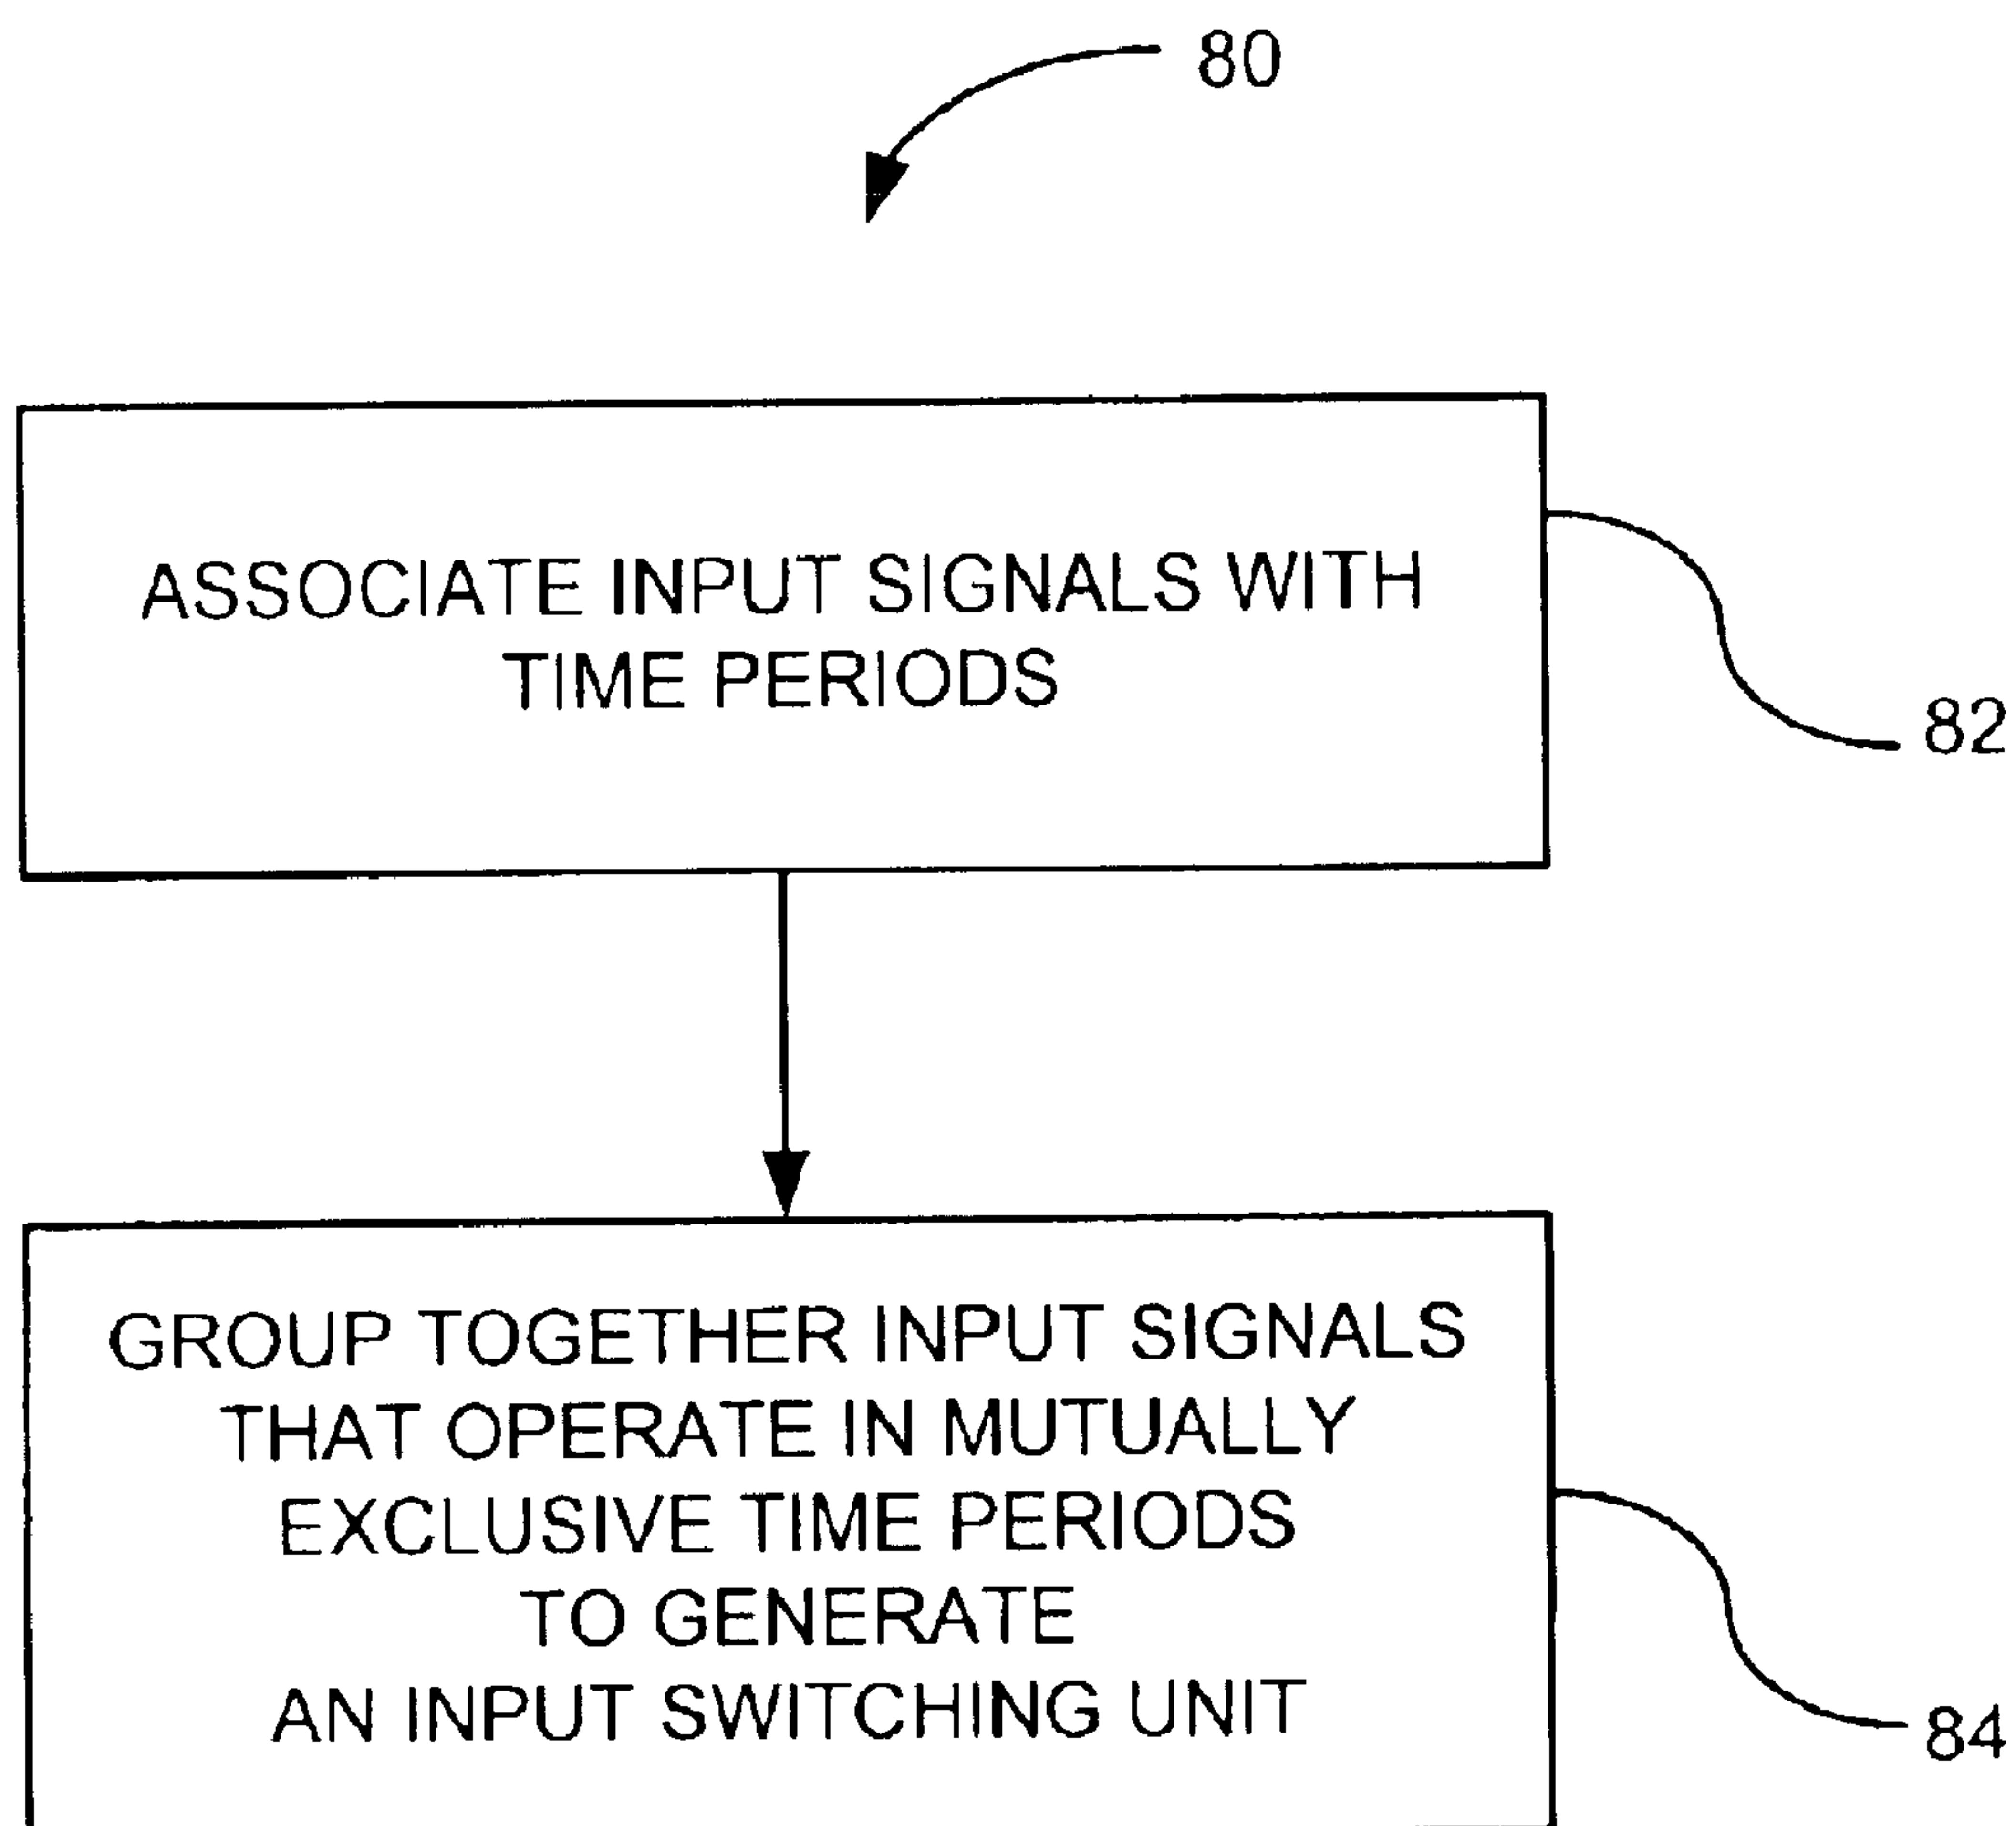 80
ASSOCIATE INPUT SIGNALS WITH
TIME PERIODS
82
GROUP TOGETHER INPUT SIGNALS
THAT OPERATE IN MUTUALLY
EXCLUSIVE TIME PERIODS
TO GENERATE
AN INPUT SWITCHING UNIT
84